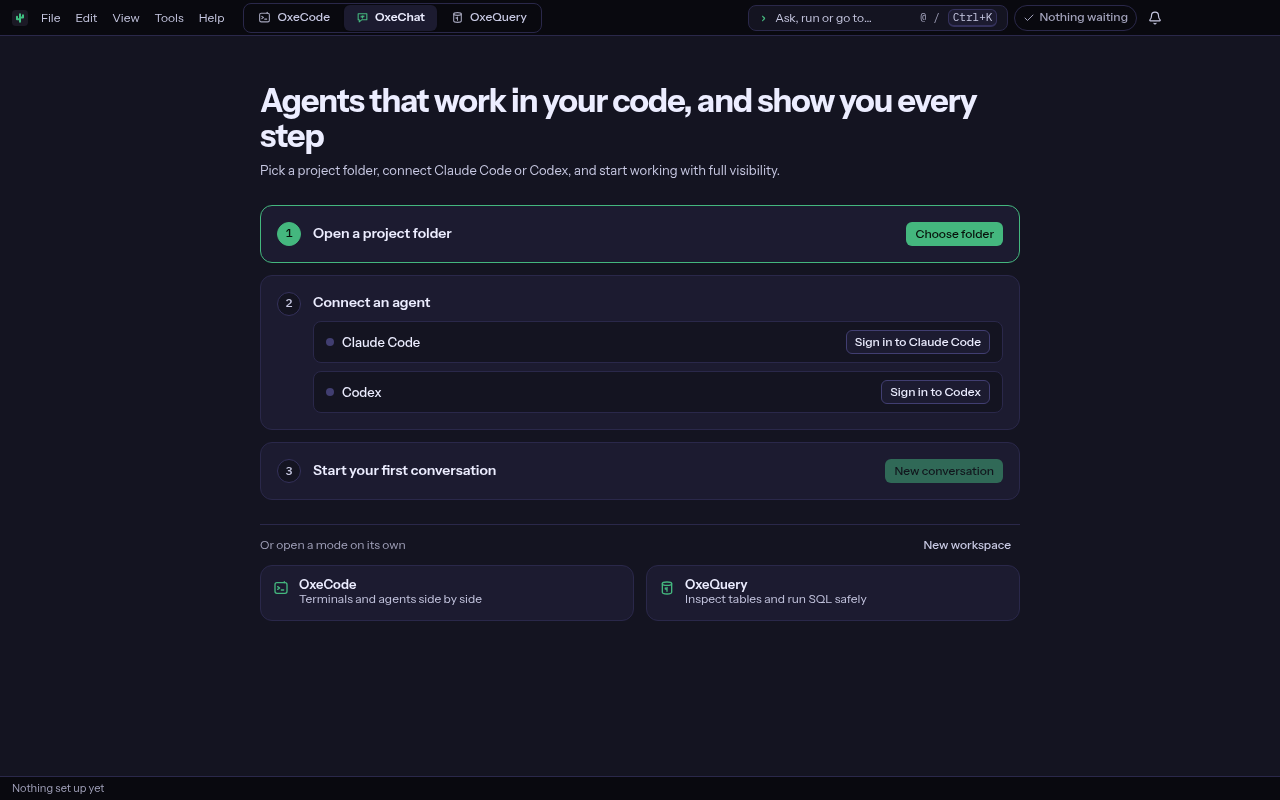 File Edit View Tools Help OxeCode OxeChat OxeQuery Ask, run or go to... @ / Ctrl+K Nothing waiting
Agents that work in your code, and show you every
step
Pick a project folder, connect Claude Code or Codex, and start working with full visibility.
1 Open a project folder Choose folder
2 Connect an agent
Claude Code Sign in to Claude Code
Codex Sign in to Codex
3 Start your first conversation New conversation
Or open a mode on its own New workspace
OxeCode
Terminals and agents side by side
OxeQuery
Inspect tables and run SQL safely
Nothing set up yet